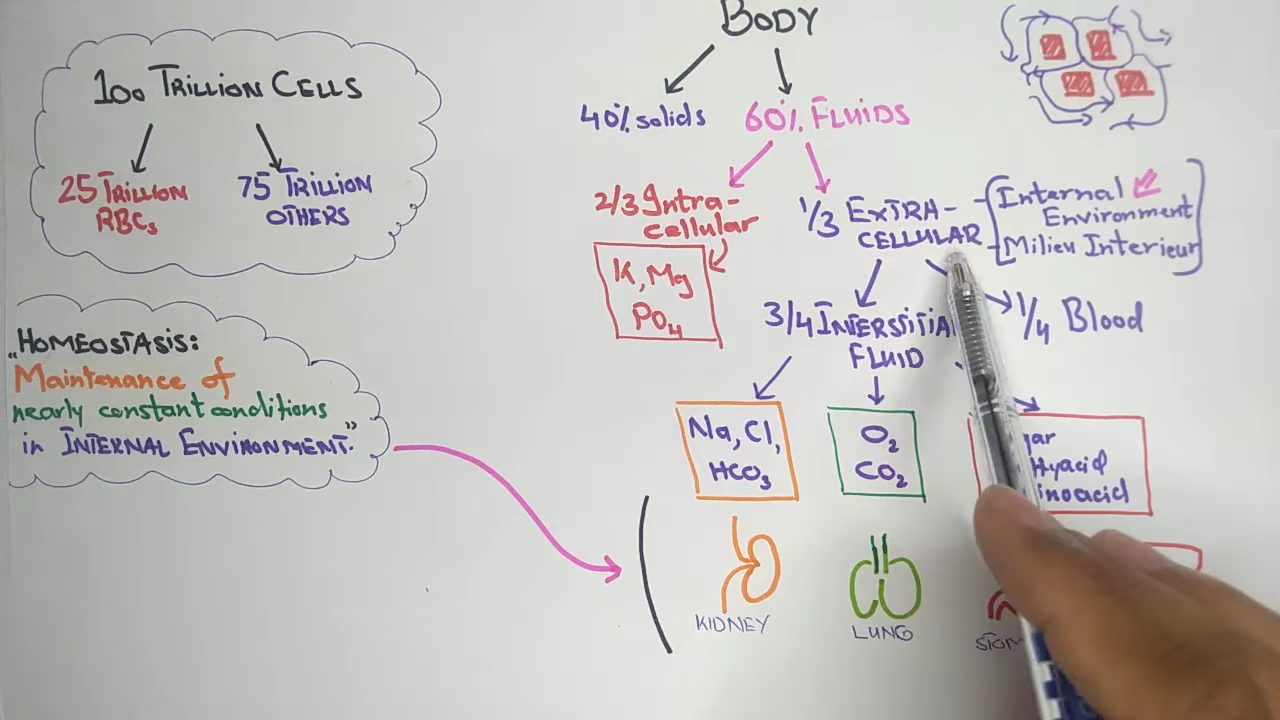 BODY
100 TRILLION CELLS
25 TRILLION
RBCs
75 TRILLION
OTHERS
40% solids
60% FLUIDS
2/3 Intra-
cellular
K, Mg
PO4
1/3 EXTRA-
CELLULAR
Internal
Environment
Milieu Interieur
3/4
FLUID
1/4 Blood
Na, Cl,
HCO3
O2
CO2
KIDNEY
LUNG
„HOMEOSTASIS:
Maintenance of
nearly constant conditions
in INTERNAL ENVIRONMENT.”